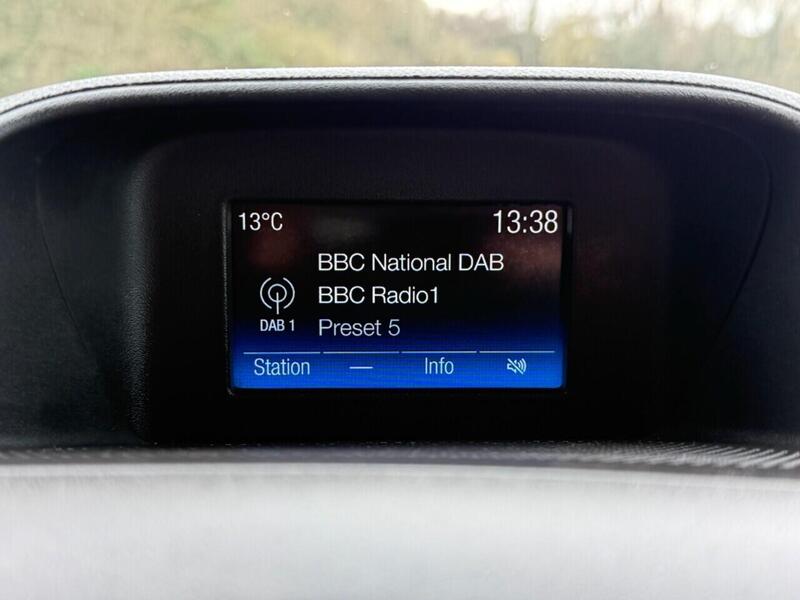 13°C 13:38
BBC National DAB
BBC Radio1
DAB 1 Preset 5
Station — Info